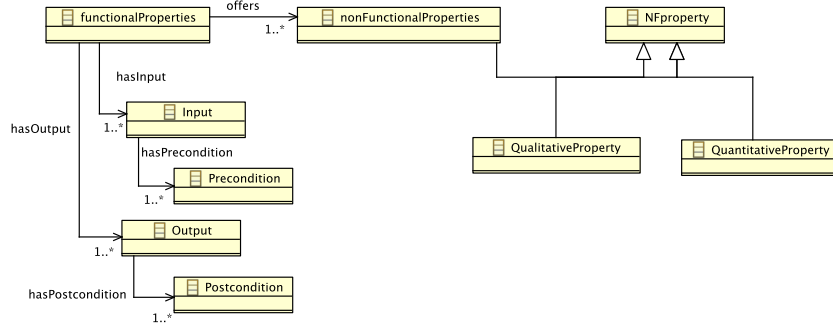 offers
functionalProperties
nonFunctionalProperties
NFproperty
1..*
hasInput
Input
hasOutput
1..*
QualitativeProperty
QuantitativeProperty
hasPrecondition
Precondition
1..*
Output
1..*
Postcondition
hasPostcondition
1..*